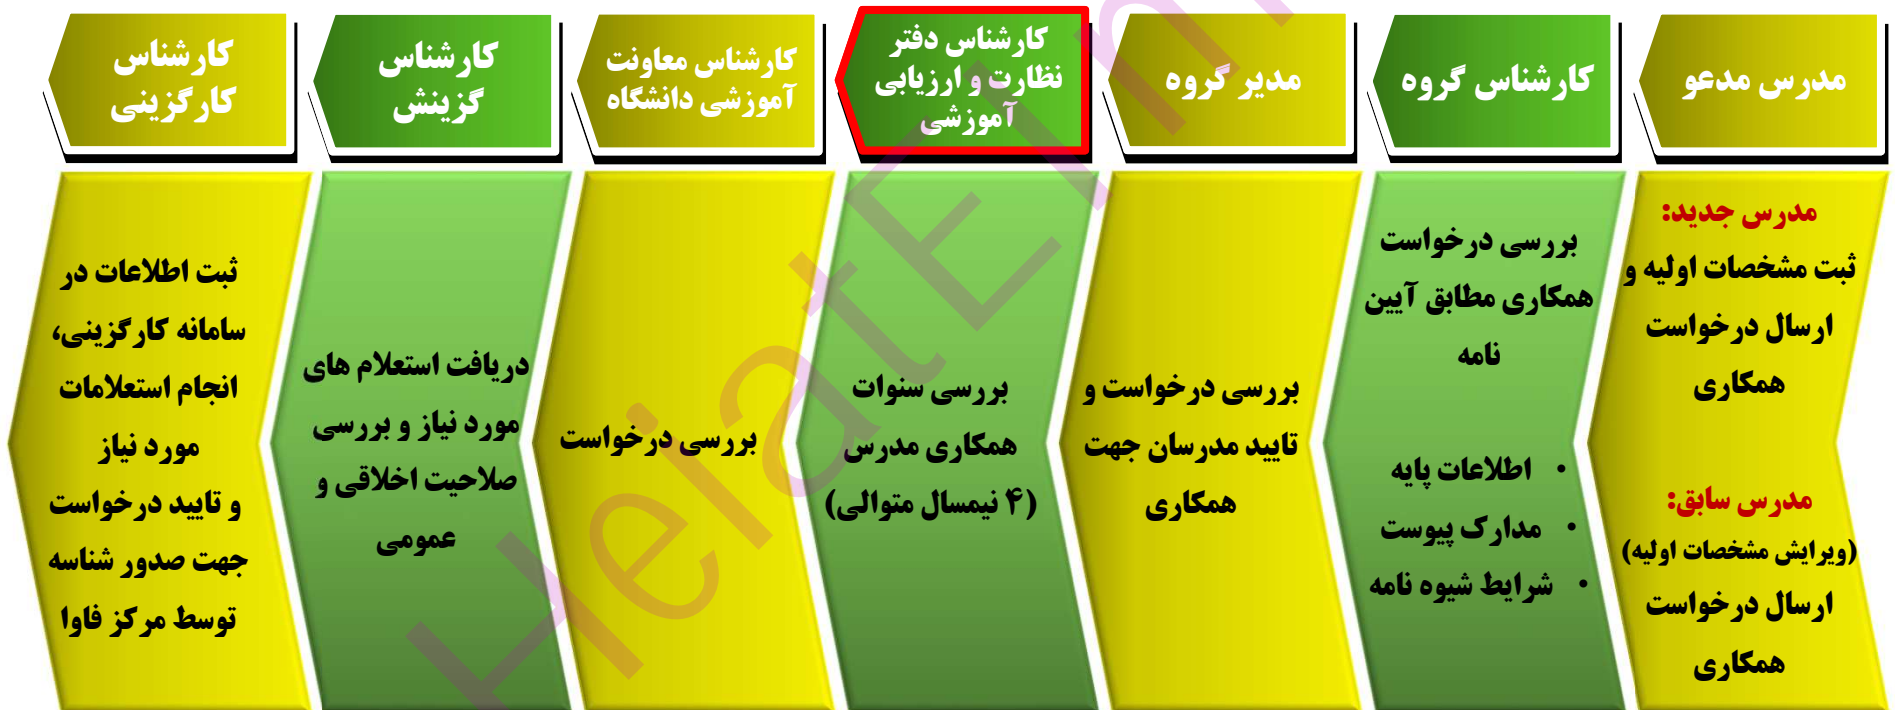 مدرس مدعو
کارشناس گروه
مدیر گروه
کارشناس دفتر
نظارت و ارزیابی
آموزشی
کارشناس معاونت
آموزشی دانشگاه
کارشناس
گزینش
کارشناس
کارگزینی
مدرس جدید:
ثبت مشخصات اولیه و
ارسال درخواست
همکاری
مدرس سابق:
(ویرایش مشخصات اولیه)
ارسال درخواست
همکاری
بررسی درخواست
همکاری مطابق آیین
نامه
• اطلاعات پایه
• مدارک پیوست
• شرایط شیوه نامه
بررسی درخواست و
تایید مدرسان جهت
همکاری
بررسی سنوات
همکاری مدرس
(۴ نیمسال متوالی)
بررسی درخواست
دریافت استعلام های
مورد نیاز و بررسی
صلاحیت اخلاقی و
عمومی
ثبت اطلاعات در
سامانه کارگزینی،
انجام استعلامات
مورد نیاز
و تایید درخواست
جهت صدور شناسه
توسط مرکز فاوا